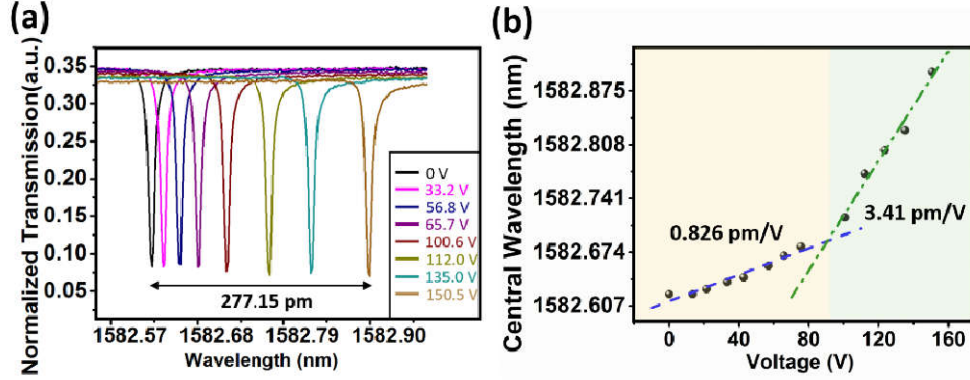 (a)
Normalized Transmission(a.u.)
0.35
0.30
0.25
0.20
0.15
0.10
0.05
0 V
33.2 V
56.8 V
65.7 V
100.6 V
112.0 V
135.0 V
150.5 V
277.15 pm
1582.57 1582.68 1582.79 1582.90
Wavelength (nm)
(b)
Central Wavelength (nm)
1582.875
1582.808
1582.741
1582.674
1582.607
0.826 pm/V
3.41 pm/V
0 40 80 120 160
Voltage (V)